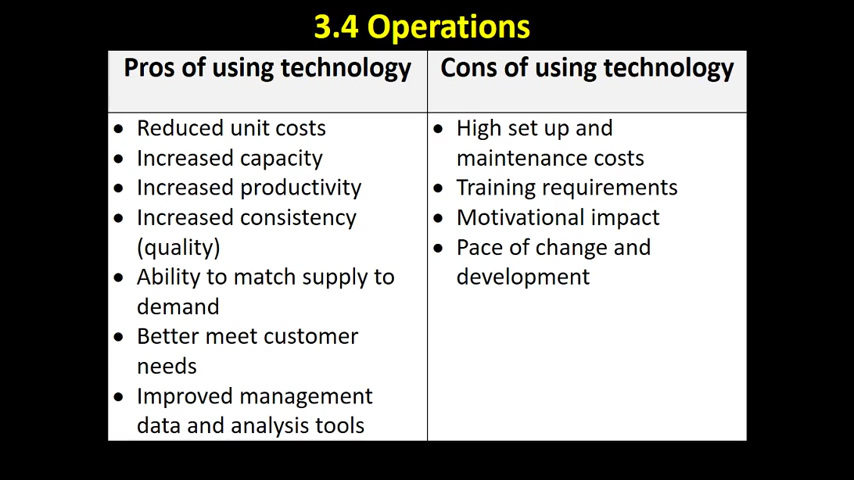 3.4 Operations
Pros of using technology
Cons of using technology
• Reduced unit costs
• Increased capacity
• Increased productivity
• Increased consistency
(quality)
• Ability to match supply to
demand
• Better meet customer
needs
• Improved management
data and analysis tools
• High set up and
maintenance costs
• Training requirements
• Motivational impact
• Pace of change and
development